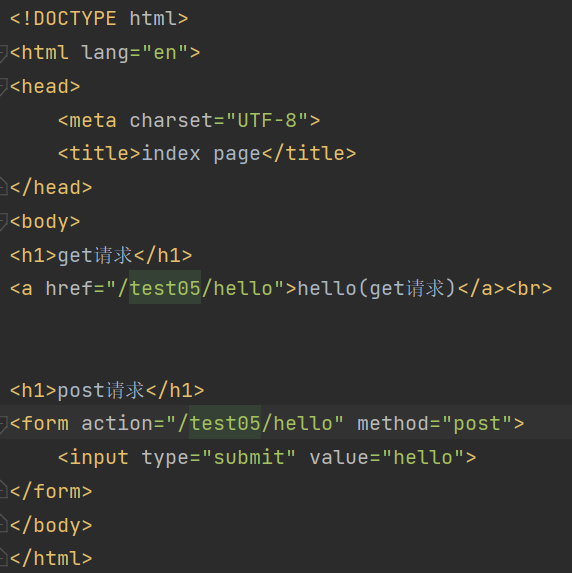 <!DOCTYPE html>
<html lang="en">
<head>
    <meta charset="UTF-8">
    <title>index page</title>
</head>
<body>
<h1>get请求</h1>
<a href="/test05/hello">hello(get请求)</a><br>
<h1>post请求</h1>
<form action="/test05/hello" method="post">
    <input type="submit" value="hello">
</form>
</body>
</html>